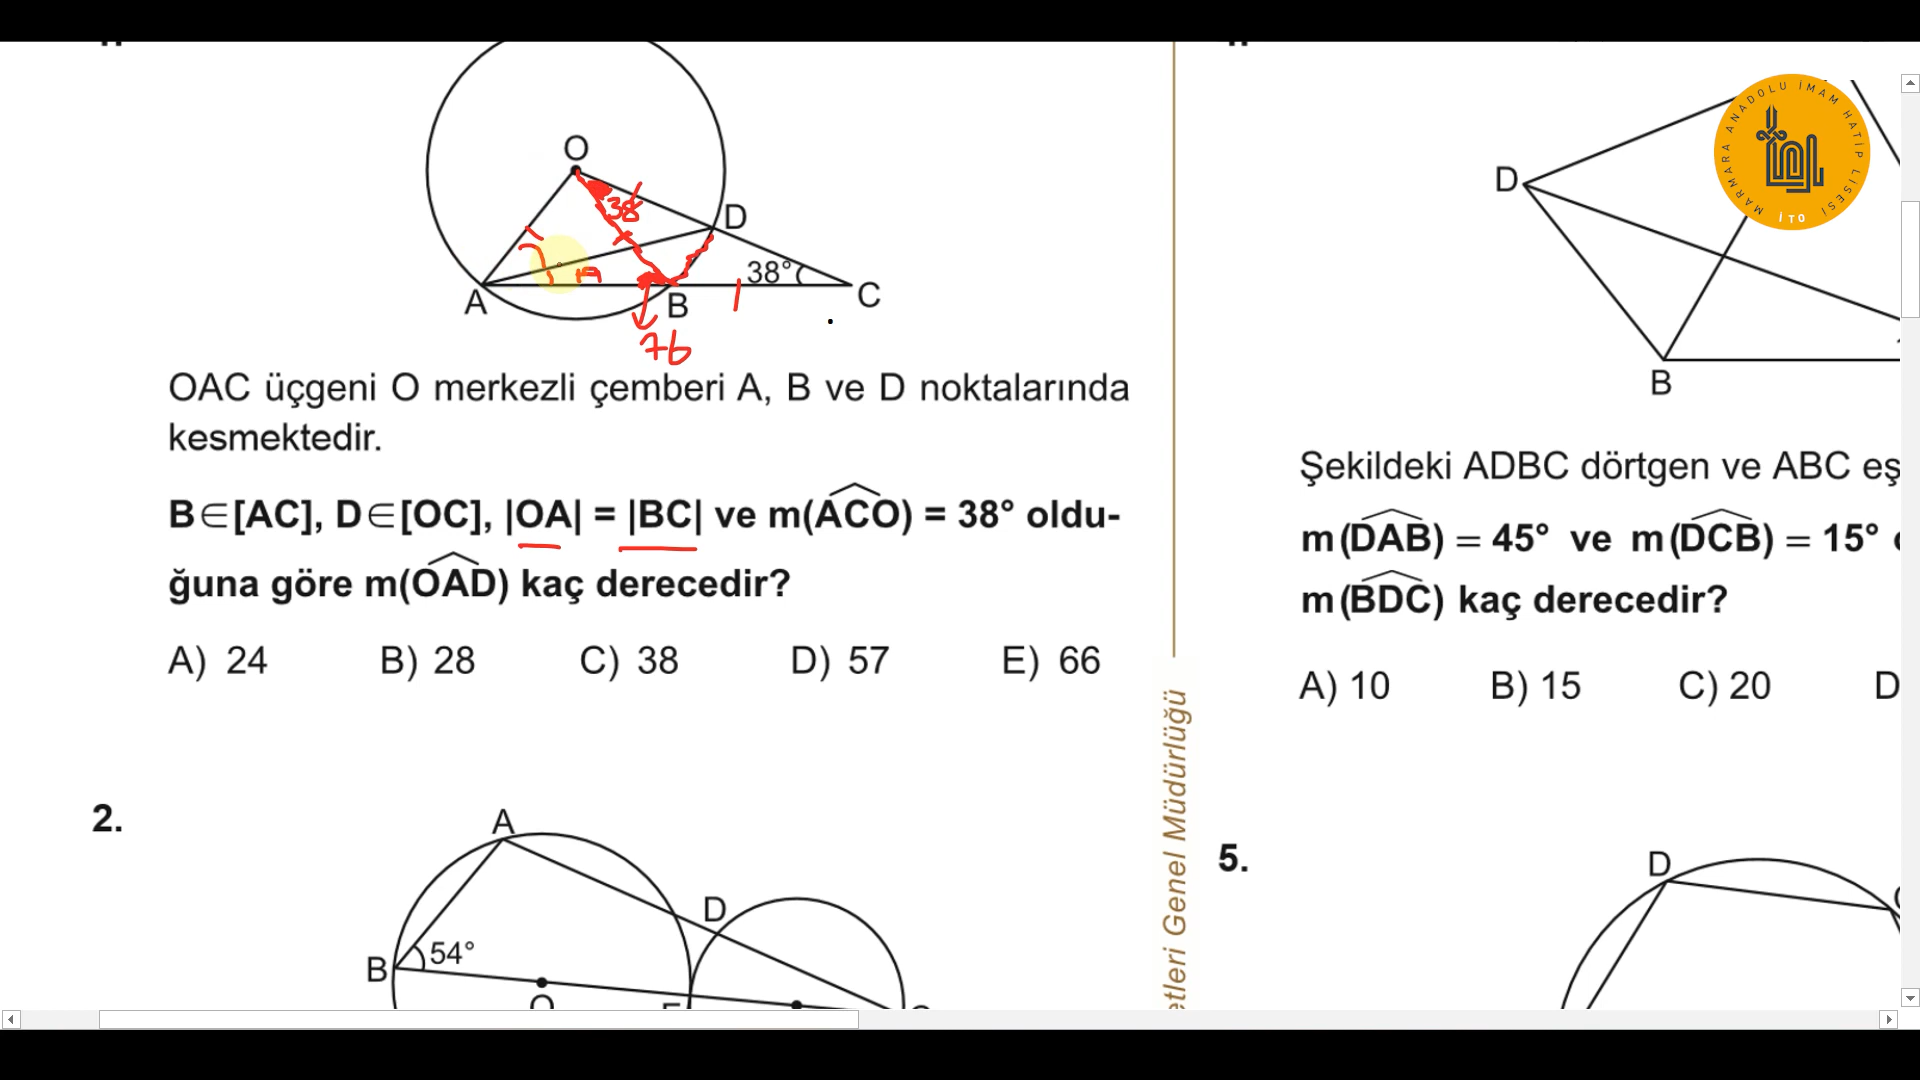 O
38
D
A
38°
A
B
C
76
OAC üçgeni O merkezli çemberi A, B ve D noktalarında
kesmektedir.
B∈[AC], D∈[OC], |OA| = |BC| ve m(ACO) = 38° oldu-
ğuna göre m(OAD) kaç derecedir?
A) 24 B) 28 C) 38 D) 57 E) 66
2.
A
D
B
54°
etleri Genel Müdürlüğü
MARMARA ANADOLU İMAM HATİP LİSESİ
İTO
D
B
Şekildeki ADBC dörtgen ve ABC eş
m(DAB) = 45° ve m(DCB) = 15°
m(BDC) kaç derecedir?
A) 10 B) 15 C) 20 D
5.
D